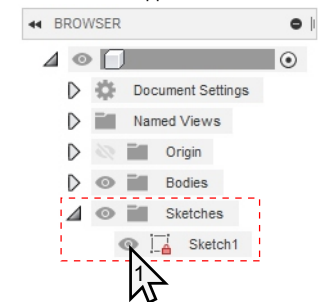 BROWSER
Document Settings
Named Views
Origin
Bodies
Sketches
Sketch1
1